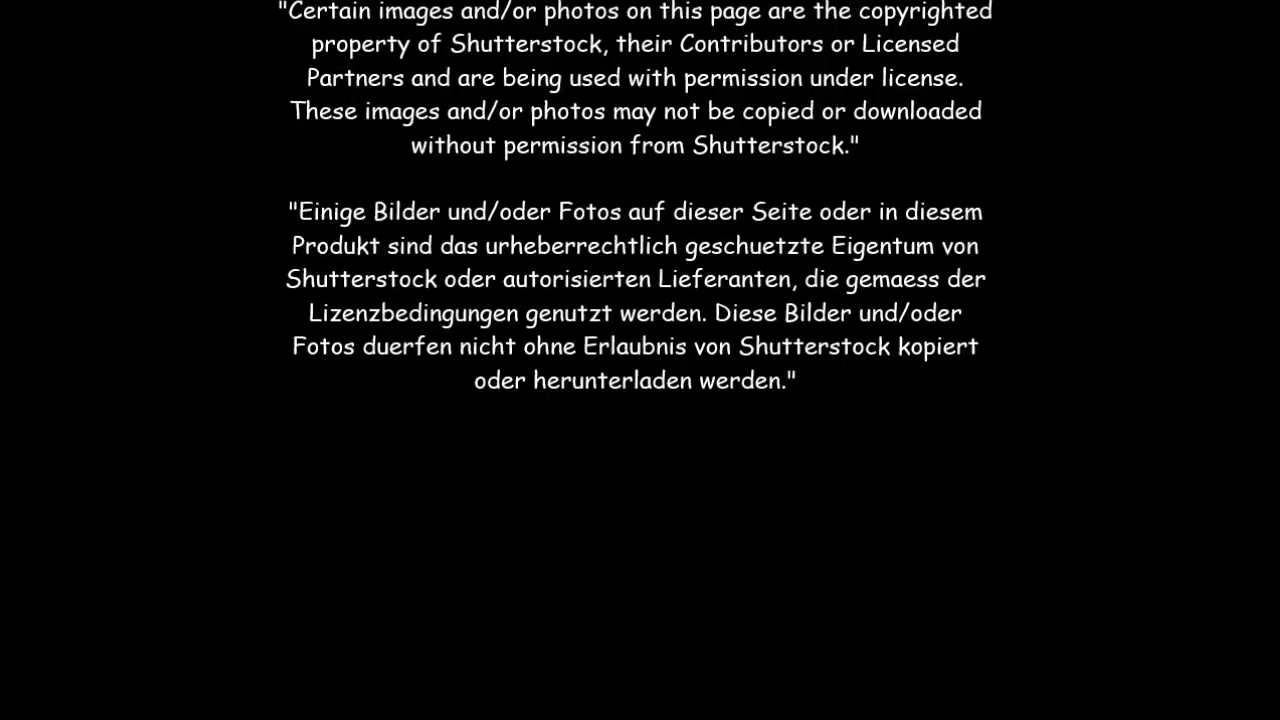 "Certain images and/or photos on this page are the copyrighted
property of Shutterstock, their Contributors or Licensed
Partners and are being used with permission under license.
These images and/or photos may not be copied or downloaded
without permission from Shutterstock."
"Einige Bilder und/oder Fotos auf dieser Seite oder in diesem
Produkt sind das urheberrechtlich geschuetzte Eigentum von
Shutterstock oder autorisierten Lieferanten, die gemaess der
Lizenzbedingungen genutzt werden. Diese Bilder und/oder
Fotos duerfen nicht ohne Erlaubnis von Shutterstock kopiert
oder herunterladen werden."